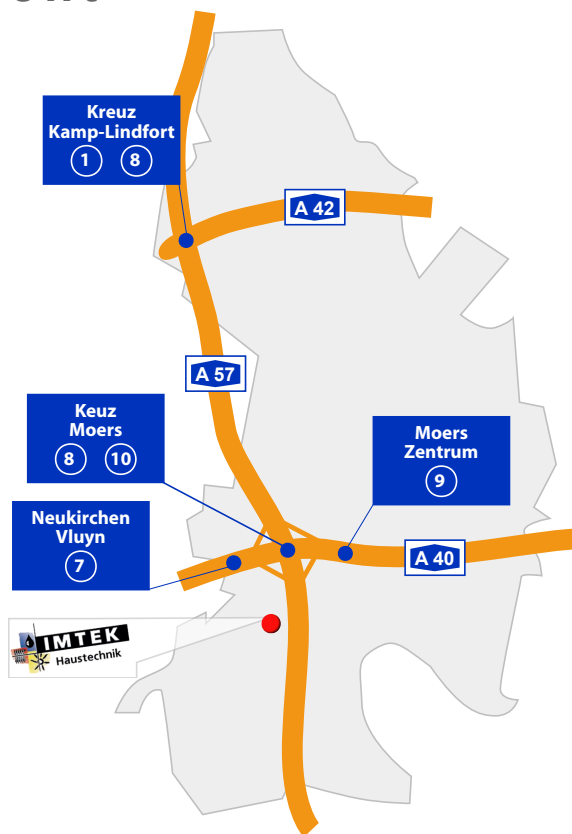 Kreuz
Kamp-Lindfort
1 8
A 42
A 57
Keuz
Moers
8 10
Moers
Zentrum
9
Neukirchen
Vluyn
7
A 40
IMTEK
Haustechnik